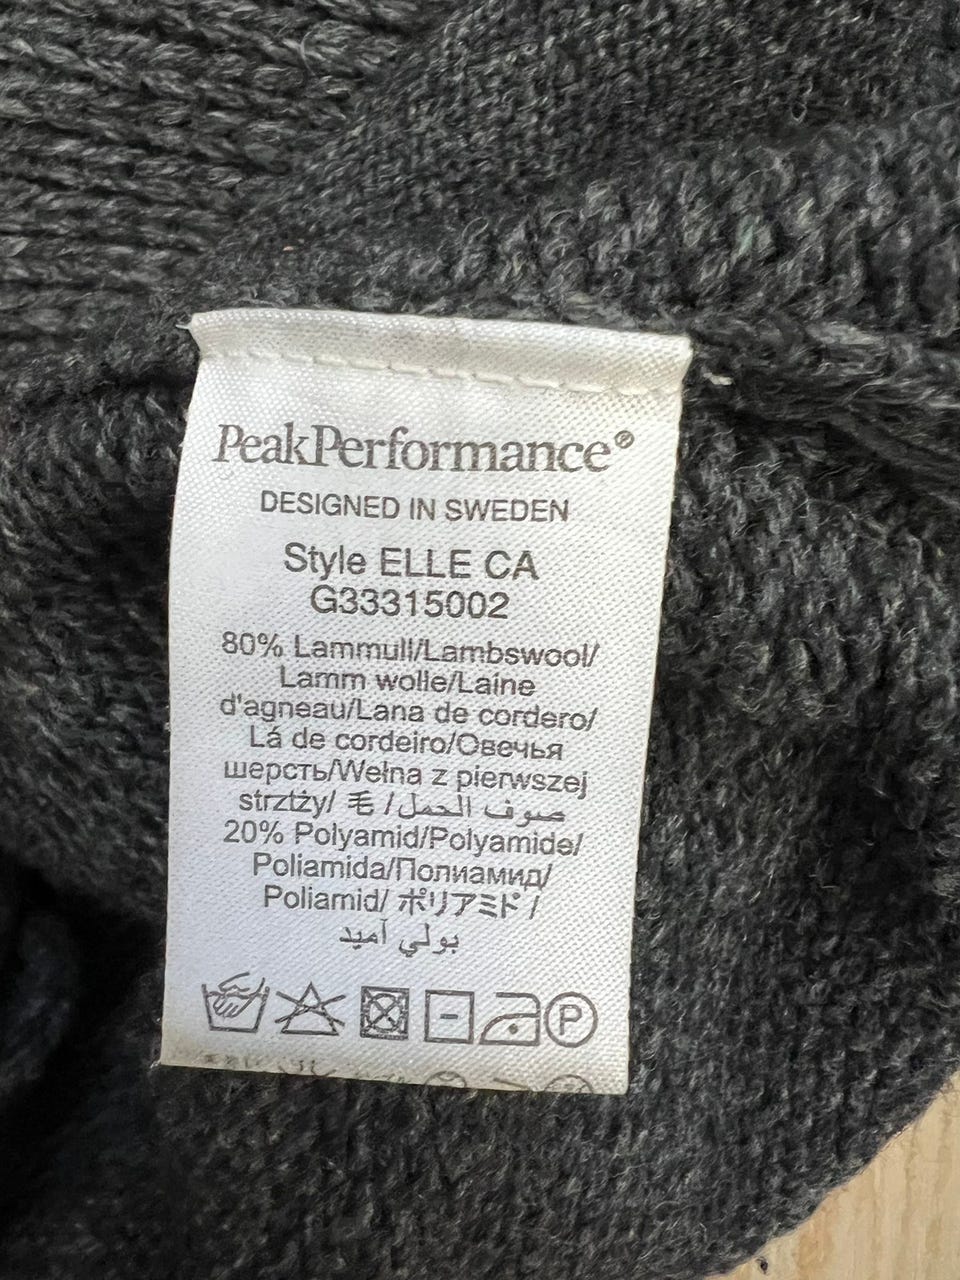 PeakPerformance®
DESIGNED IN SWEDEN
Style ELLE CA
G33315002
80% Lammull/Lambswool/
Lamm wolle/Laine
d'agneau/Lana de cordero/
Lá de cordeiro/Овечья
шерсть/Wełna z pierwszej
strztży/ 毛 / صوف الحمل
20% Polyamid/Polyamide/
Poliamida/Полиамид/
Poliamid/ ポリアミド /
بولي أميد
P